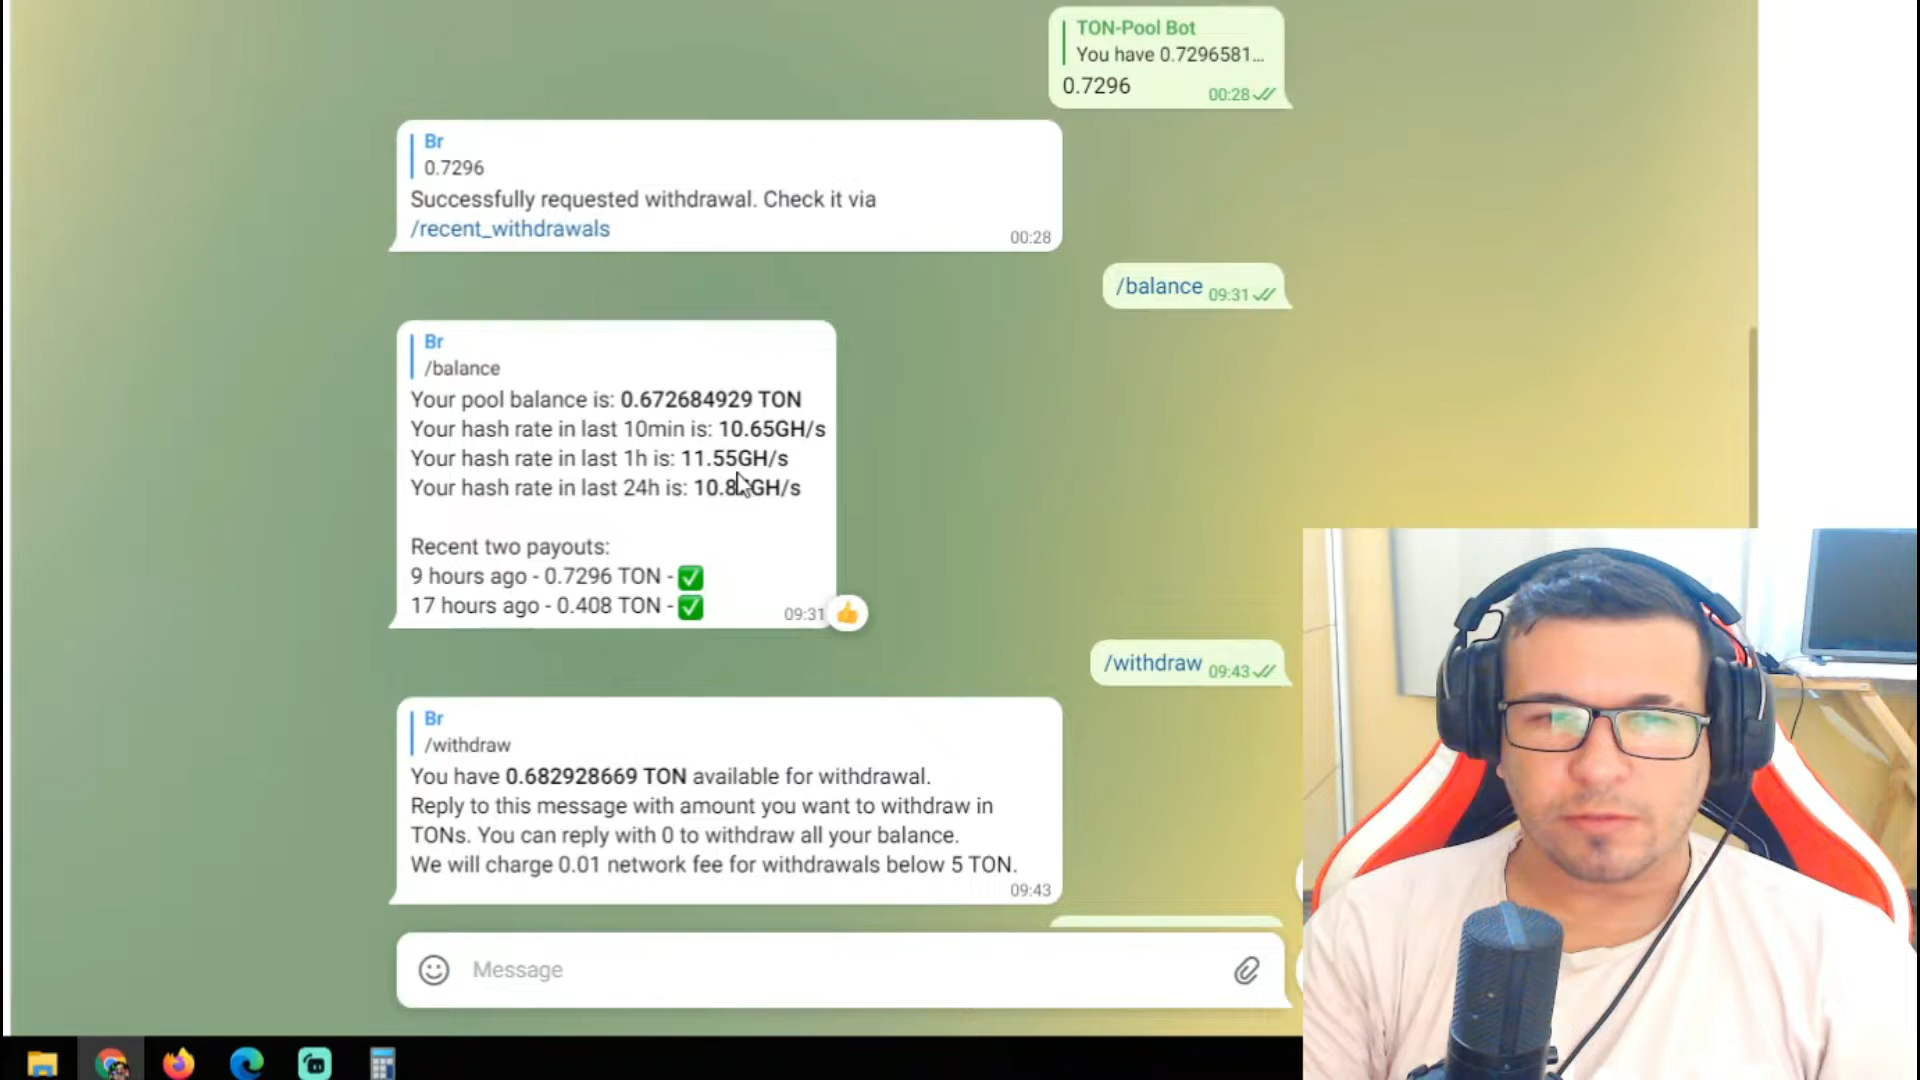 TON-Pool Bot
You have 0.7296581...
0.7296
00:28
Br
0.7296
Successfully requested withdrawal. Check it via
/recent_withdrawals
00:28
/balance 09:31
Br
/balance
Your pool balance is: 0.672684929 TON
Your hash rate in last 10min is: 10.65GH/s
Your hash rate in last 1h is: 11.55GH/s
Your hash rate in last 24h is:
Recent two payouts:
9 hours ago - 0.7296 TON - ✅
17 hours ago - 0.408 TON - ✅
09:31
/withdraw 09:43
Br
/withdraw
You have 0.682928669 TON available for withdrawal.
Reply to this message with amount you want to withdraw in
TONs. You can reply with 0 to withdraw all your balance.
We will charge 0.01 network fee for withdrawals below 5 TON.
09:43
Message